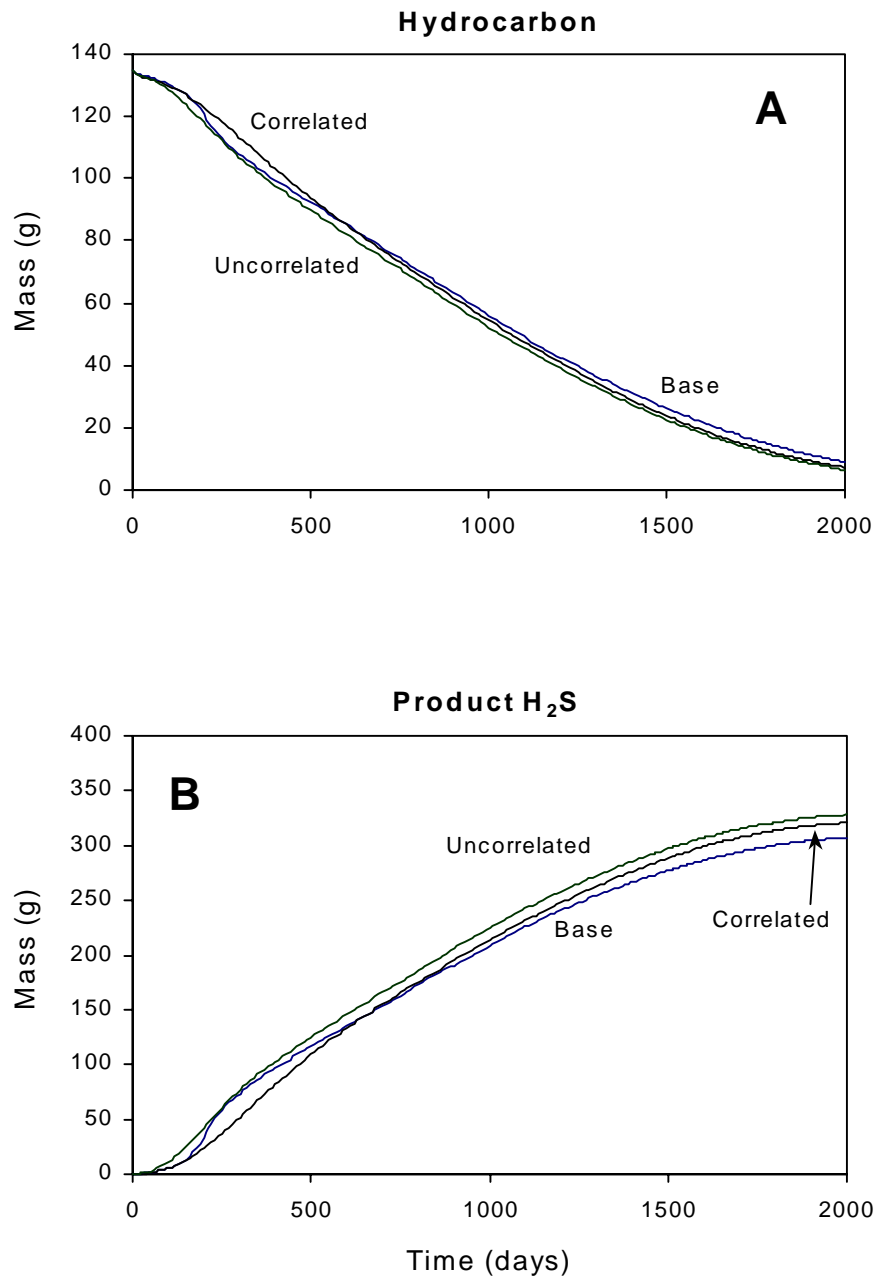 Hydrocarbon
A
140
120
100
80
60
40
20
0
Mass (g)
Correlated
Uncorrelated
Base
0 500 1000 1500 2000
Product H₂S
B
400
350
300
250
200
150
100
50
0
Mass (g)
Uncorrelated
Base
Correlated
0 500 1000 1500 2000
Time (days)